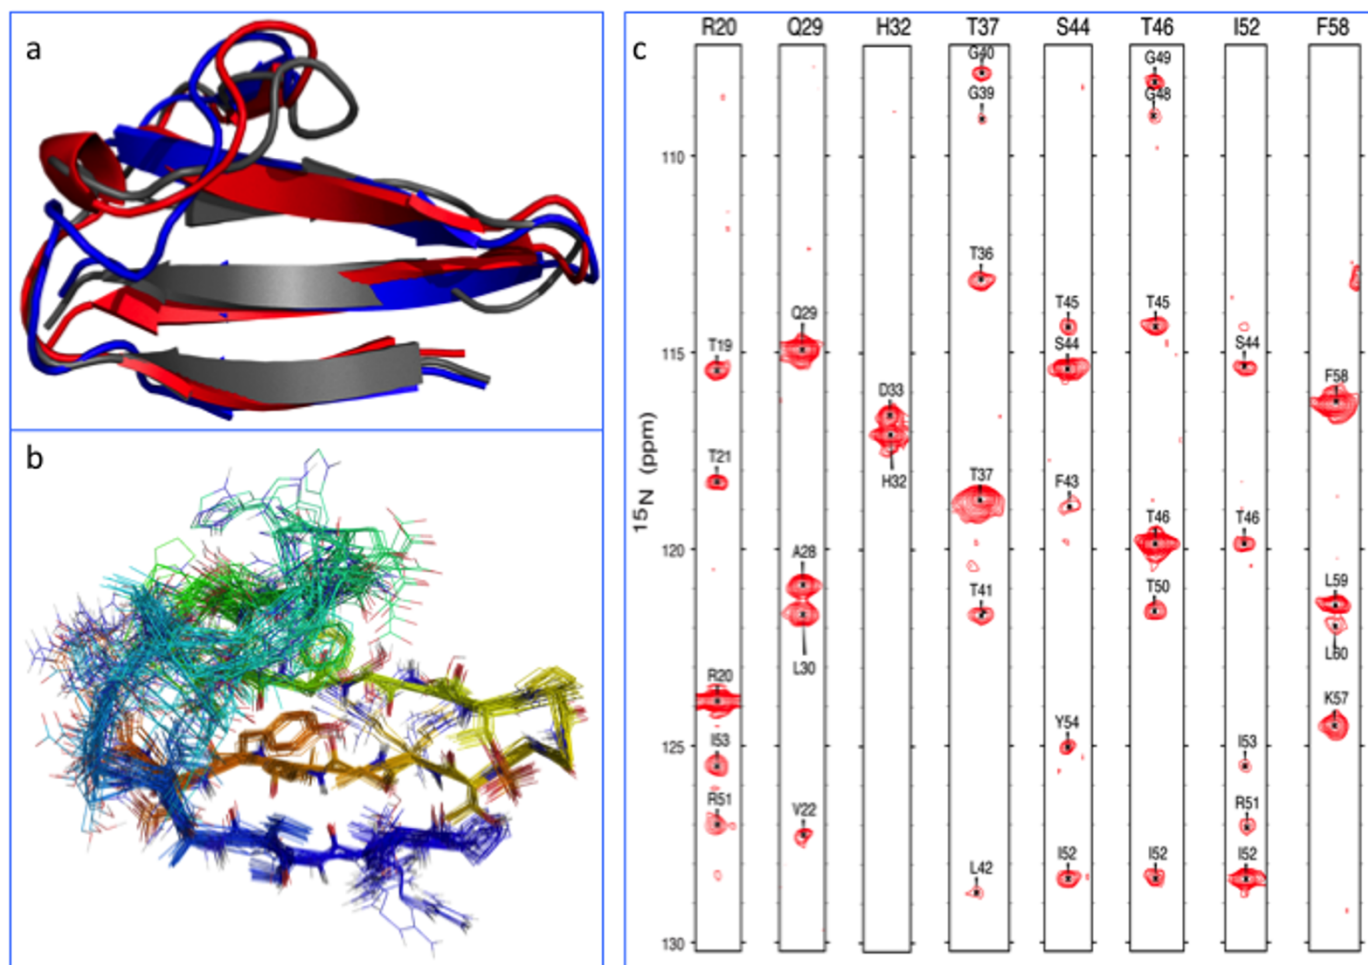 a
b
c
R20 Q29 H32 T37 S44 T46 I52 F58
G40 G49
G39 G48
110
T36
T45 T45
Q29
T19 S44 S44
115
F58
D33
T21 H32
T37
F43
15N (ppm)
T46 T46
120
A28
L59
T41 T50
L30 L60
R20
K57
Y54
I53 I53
125
R51 R51
V22
L42 I52 I52 I52
130